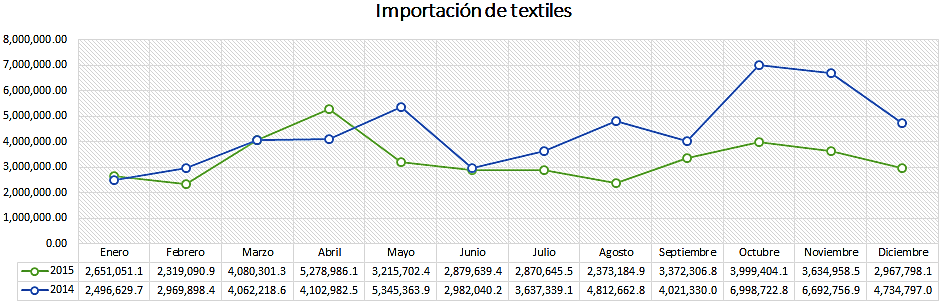 Importación de textiles
8,000,000.00
7,000,000.00
6,000,000.00
5,000,000.00
4,000,000.00
3,000,000.00
2,000,000.00
1,000,000.00
0.00
Enero Febrero Marzo Abril Mayo Junio Julio Agosto Septiembre Octubre Noviembre Diciembre
2015 2,651,051.1 2,319,090.9 4,080,301.3 5,278,986.1 3,215,702.4 2,879,639.4 2,870,645.5 2,373,184.9 3,372,306.8 3,999,404.1 3,634,958.5 2,967,798.1
2014 2,496,629.7 2,969,898.4 4,062,218.6 4,102,982.5 5,345,363.9 2,982,040.2 3,637,339.1 4,812,662.8 4,021,330.0 6,998,722.8 6,692,756.9 4,734,797.0